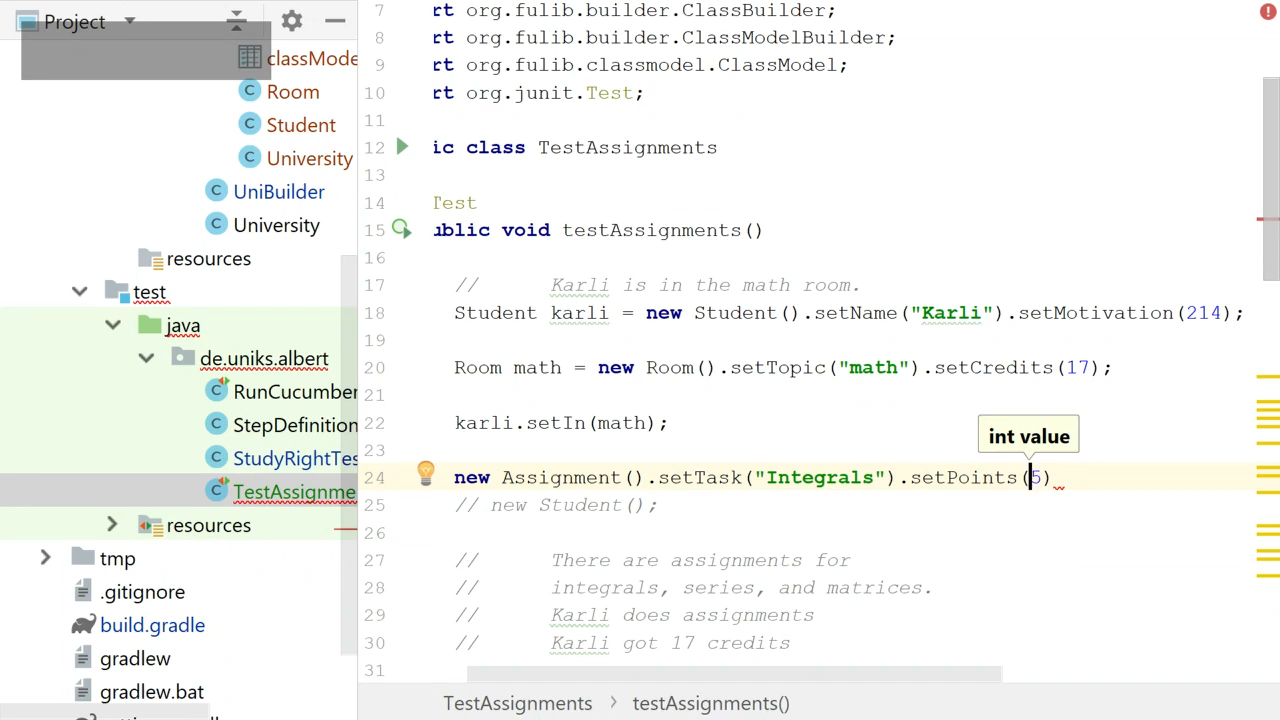 Project
classMode
Room
Student
University
UniBuilder
University
resources
test
java
de.uniks.albert
RunCucumber
StepDefinition
StudyRightTes
TestAssignme
resources
tmp
.gitignore
build.gradle
gradlew
gradlew.bat
7 rt org.fulib.builder.ClassBuilder;
8 rt org.fulib.builder.ClassModelBuilder;
9 rt org.fulib.classmodel.ClassModel;
10 rt org.junit.Test;
11
12 ic class TestAssignments
13
14 Test
15 ublic void testAssignments()
16
17 // Karli is in the math room.
18 Student karli = new Student().setName("Karli").setMotivation(214);
19
20 Room math = new Room().setTopic("math").setCredits(17);
21
22 karli.setIn(math);
23
int value
24 new Assignment().setTask("Integrals").setPoints(5)
25 // new Student();
26
27 // There are assignments for
28 // integrals, series, and matrices.
29 // Karli does assignments
30 // Karli got 17 credits
31
TestAssignments > testAssignments()